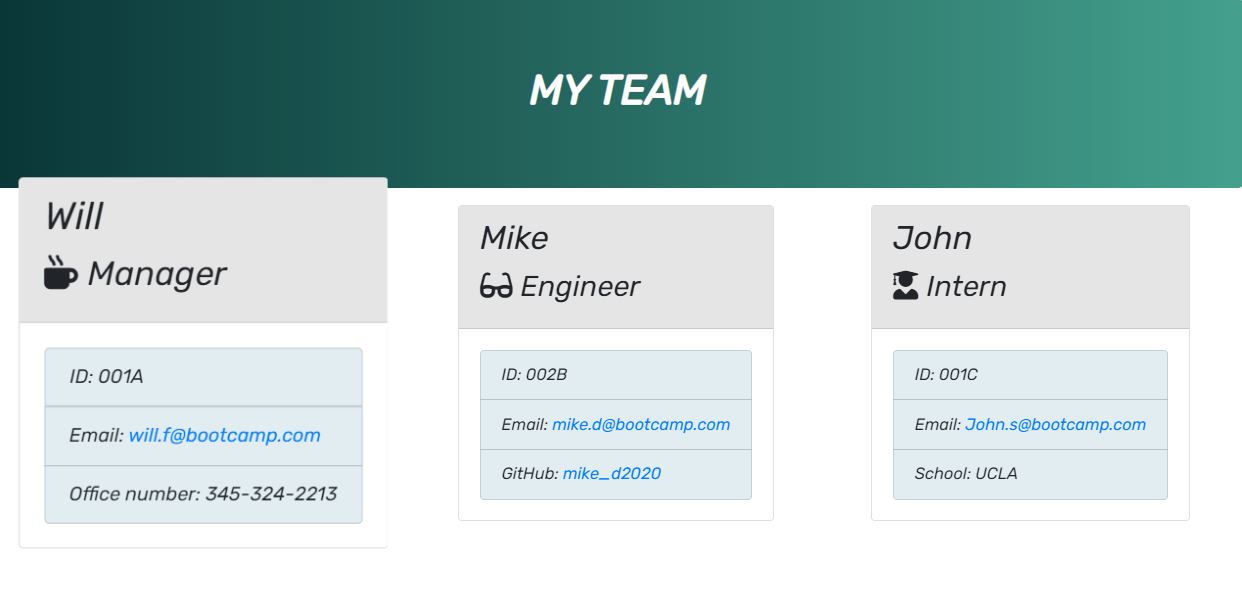 MY TEAM
Will
Manager
ID: 001A
Email: will.f@bootcamp.com
Office number: 345-324-2213
Mike
Engineer
ID: 002B
Email: mike.d@bootcamp.com
GitHub: mike_d2020
John
Intern
ID: 001C
Email: John.s@bootcamp.com
School: UCLA